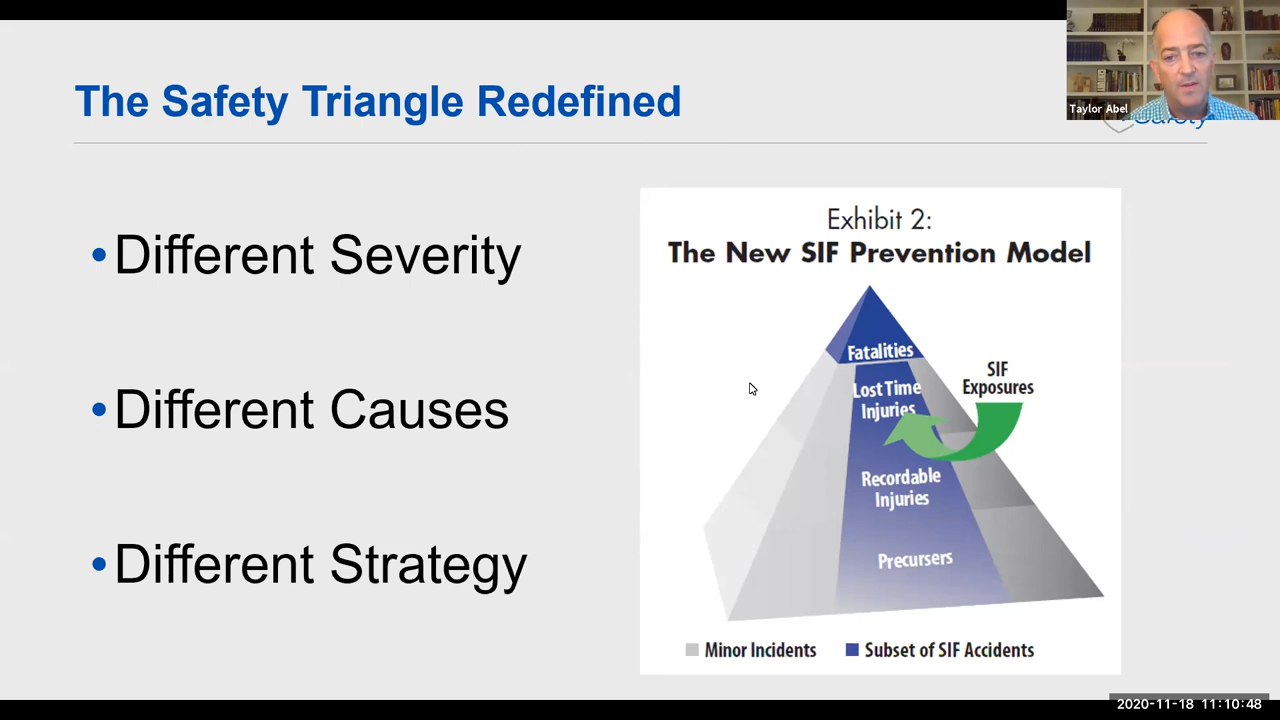 The Safety Triangle Redefined
Taylor Abel
Safety
•Different Severity
•Different Causes
•Different Strategy
Exhibit 2:
The New SIF Prevention Model
Fatalities
Lost Time
Injuries
SIF
Exposures
Recordable
Injuries
Precursers
Minor Incidents
Subset of SIF Accidents
2020-11-18 11:10:48